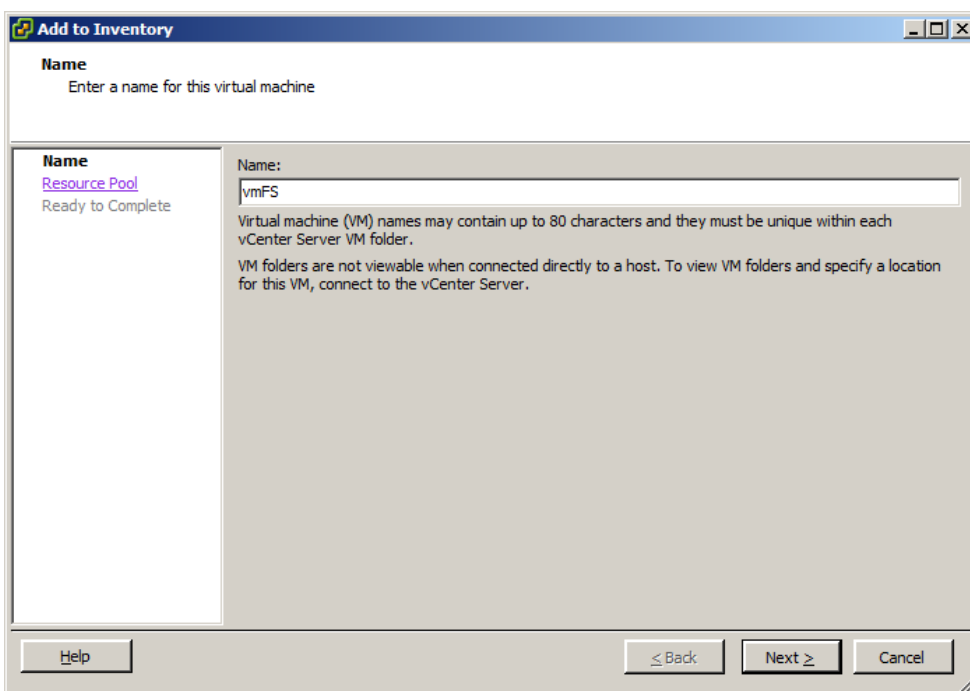 Add to Inventory
Name
Enter a name for this virtual machine
Name
Resource Pool
Ready to Complete
Name:
vmFS
Virtual machine (VM) names may contain up to 80 characters and they must be unique within each
vCenter Server VM folder.
VM folders are not viewable when connected directly to a host. To view VM folders and specify a location
for this VM, connect to the vCenter Server.
Help
< Back
Next >
Cancel